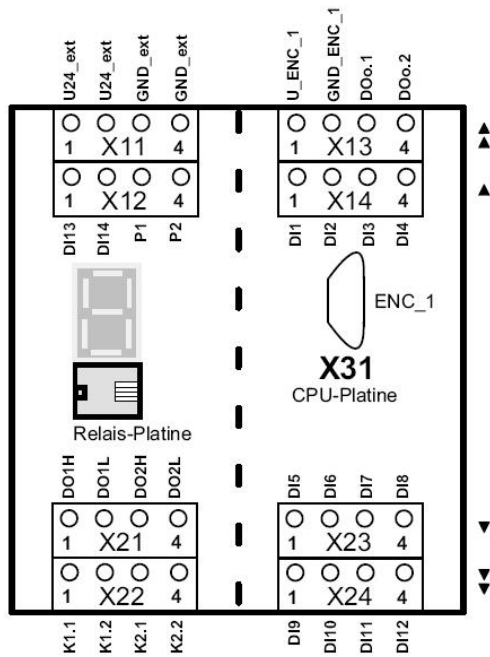 U24_ext U24_ext GND_ext GND_ext
U_ENC_1 GND_ENC_1 DOo.1 DOo.2
1 X11 4
1 X13 4
1 X12 4
1 X14 4
DI13 DI14 P1 P2
DI1 DI2 DI3 DI4
ENC_1
X31
CPU-Platine
Relais-Platine
DO1H DO1L DO2H DO2L
DI5 DI6 DI7 DI8
1 X21 4
1 X23 4
1 X22 4
1 X24 4
K1.1 K1.2 K2.1 K2.2
DI9 DI10 DI11 DI12